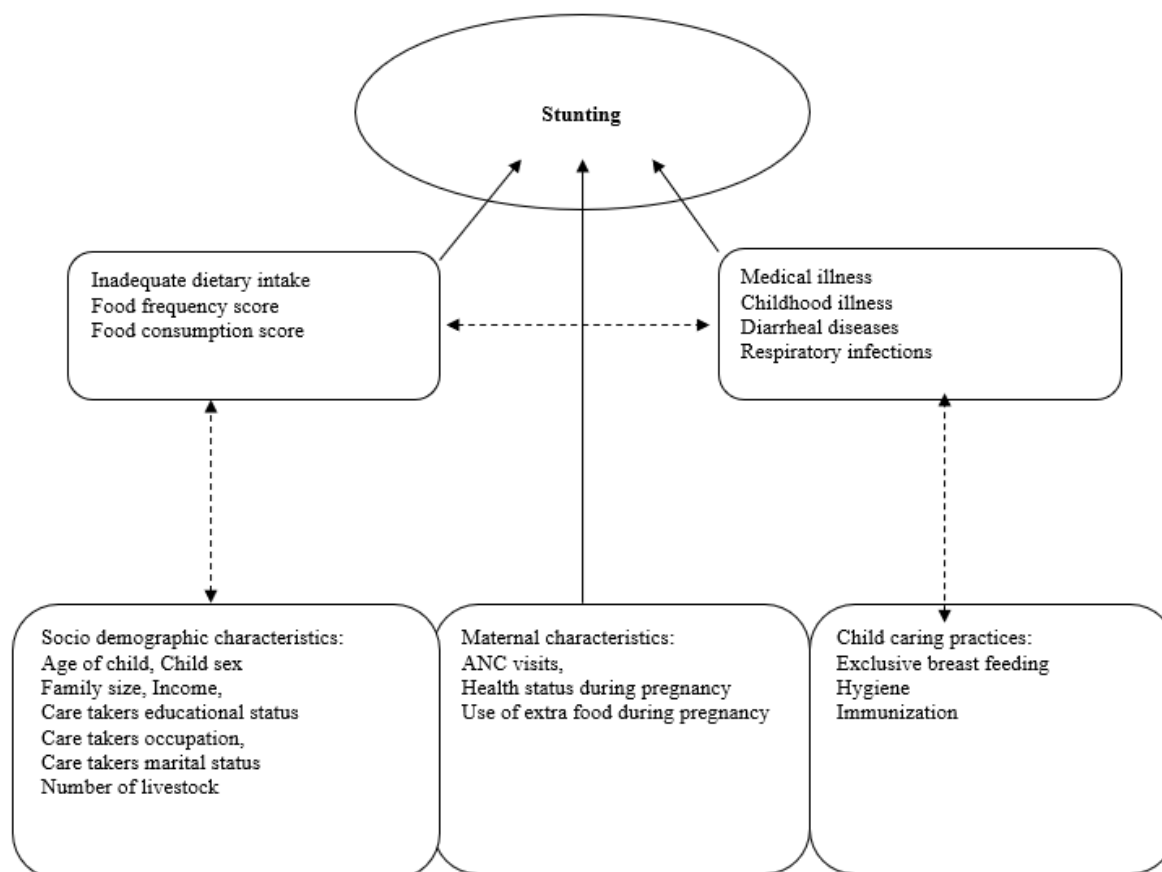 Stunting
Inadequate dietary intake
Food frequency score
Food consumption score
Medical illness
Childhood illness
Diarrheal diseases
Respiratory infections
Socio demographic characteristics:
Age of child, Child sex
Family size, Income,
Care takers educational status
Care takers occupation,
Care takers marital status
Number of livestock
Maternal characteristics:
ANC visits,
Health status during pregnancy
Use of extra food during pregnancy
Child caring practices:
Exclusive breast feeding
Hygiene
Immunization